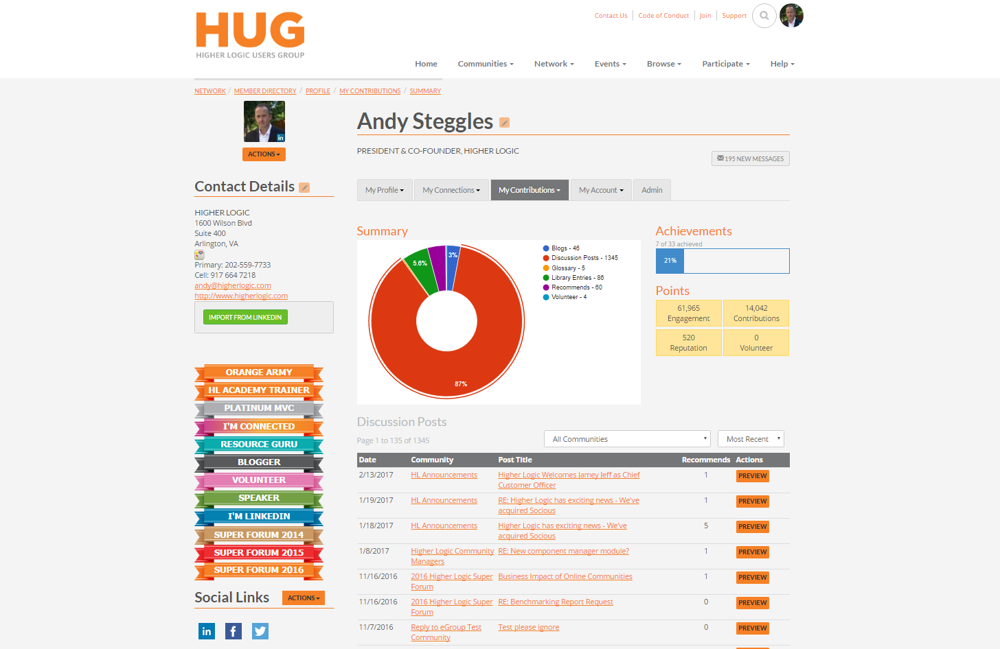 HUG
HIGHER LOGIC USERS GROUP
Contact Us
Code of Conduct
Join
Support
Home
Communities
Network
Events
Browse
Participate
Help
NETWORK / MEMBER DIRECTORY / PROFILE / MY CONTRIBUTIONS / SUMMARY
in
ACTIONS
Contact Details
HIGHER LOGIC
1600 Wilson Blvd
Suite 400
Arlington, VA
Primary: 202-559-7733
Cell: 917 664 7218
andy@higherlogic.com
http://www.higherlogic.com
IMPORT FROM LINKEDIN
ORANGE ARMY
HL ACADEMY TRAINER
PLATINUM MVC
I'M CONNECTED
RESOURCE GURU
BLOGGER
VOLUNTEER
SPEAKER
I'M LINKEDIN
SUPER FORUM 2014
SUPER FORUM 2015
SUPER FORUM 2016
Social Links
ACTIONS
in
f
Andy Steggles
PRESIDENT & CO-FOUNDER, HIGHER LOGIC
195 NEW MESSAGES
My Profile
My Connections
My Contributions
My Account
Admin
Summary
3%
5.6%
87%
Blogs - 46
Discussion Posts - 1345
Glossary - 5
Library Entries - 86
Recommends - 60
Volunteer - 4
Achievements
7 of 33 achieved
21%
Points
61,965
Engagement
14,042
Contributions
520
Reputation
0
Volunteer
Discussion Posts
Page 1 to 135 of 1345
All Communities
Most Recent
Date Community Post Title Recommends Actions
2/13/2017 HL Announcements Higher Logic Welcomes Jamey Jeff as Chief 1 PREVIEW
Customer Officer
1/19/2017 HL Announcements RE: Higher Logic has exciting news - We've 1 PREVIEW
acquired Socious
1/18/2017 HL Announcements Higher Logic has exciting news - We've 5 PREVIEW
acquired Socious
1/8/2017 Higher Logic Community RE: New component manager module? 1 PREVIEW
Managers
11/16/2016 2016 Higher Logic Super Business Impact of Online Communities 1 PREVIEW
Forum
11/16/2016 2016 Higher Logic Super RE: Benchmarking Report Request 0 PREVIEW
Forum
11/7/2016 Reply to eGroup Test Test please ignore 0 PREVIEW
Community